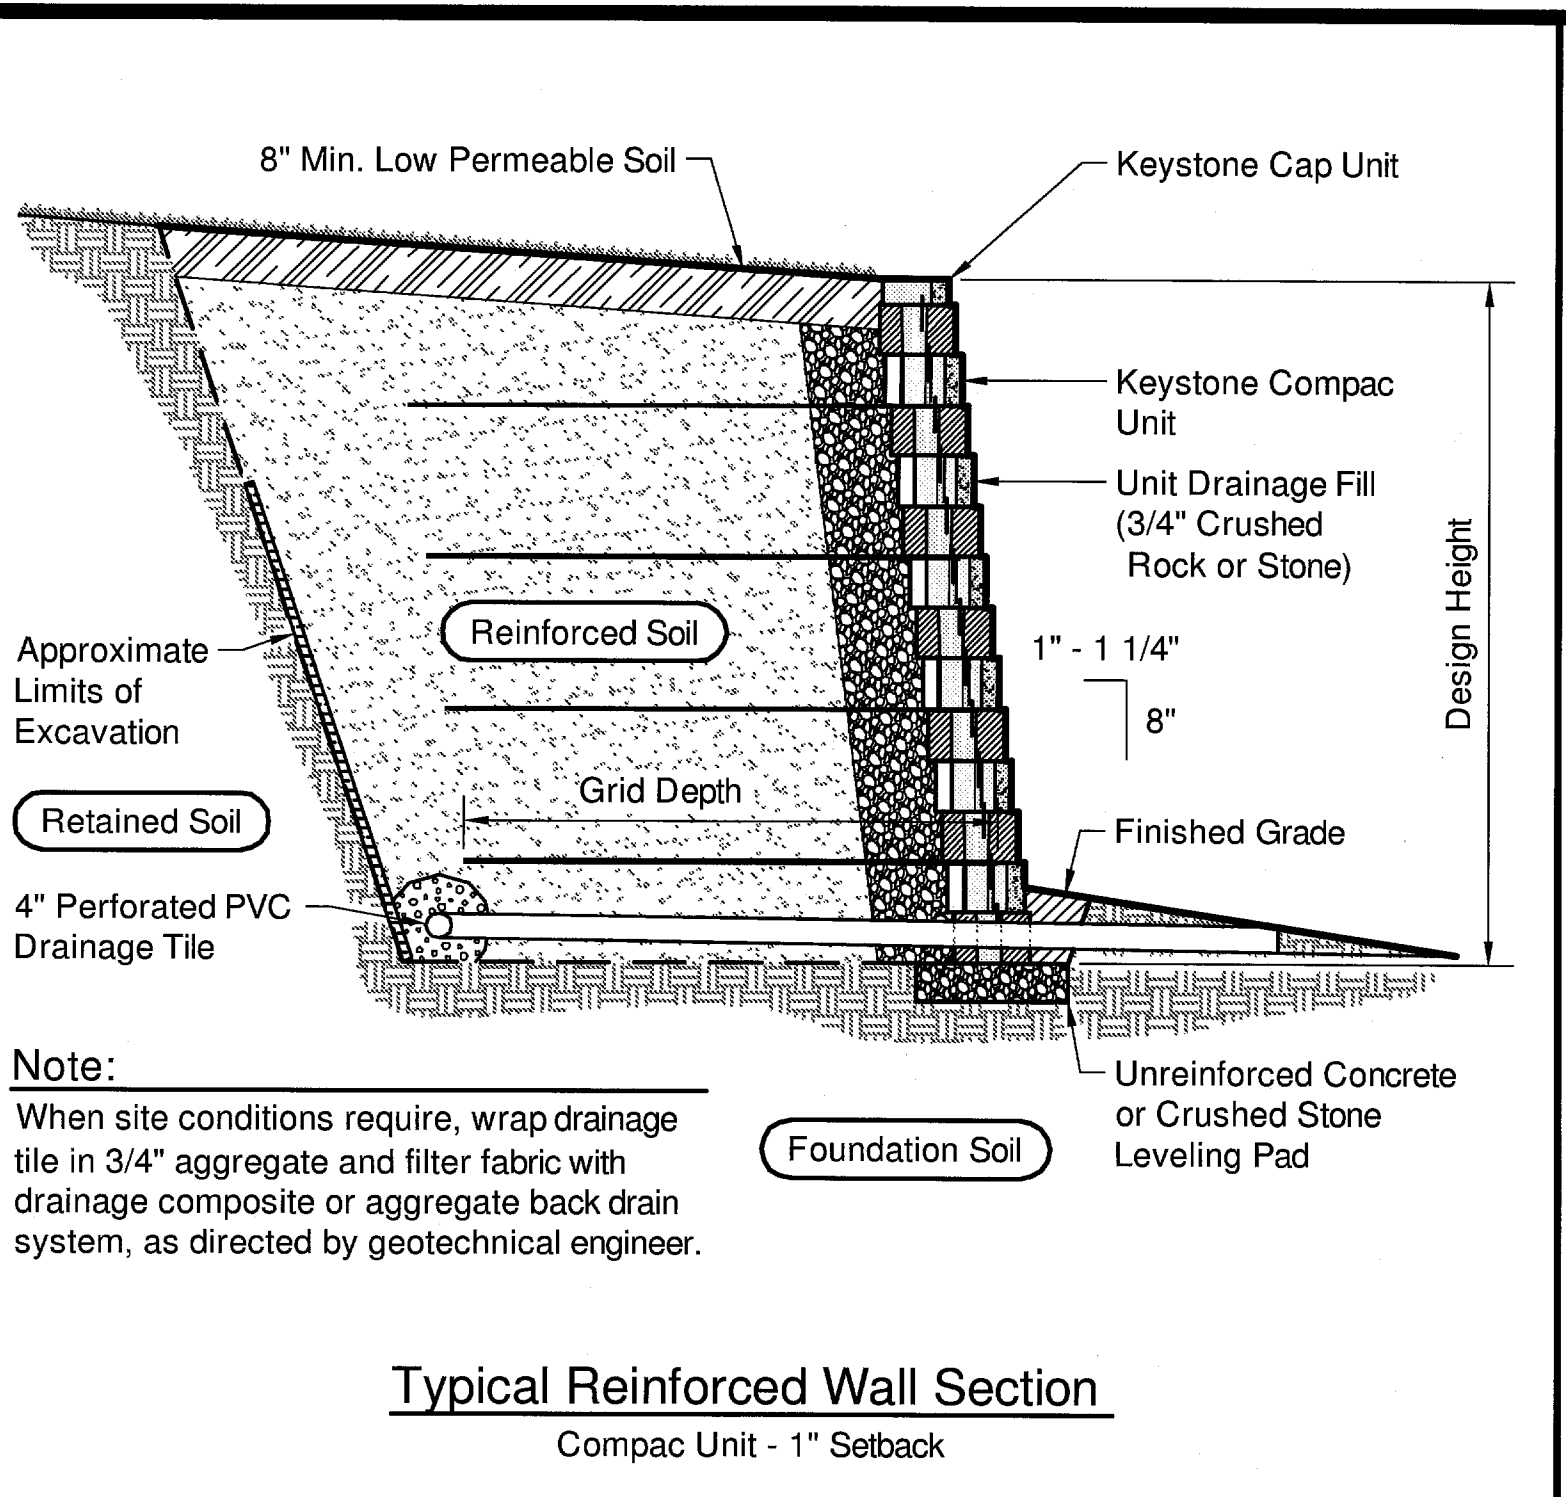 8" Min. Low Permeable Soil
Keystone Cap Unit
Keystone Compac
Unit
Unit Drainage Fill
(3/4" Crushed
Rock or Stone)
Design Height
Reinforced Soil
1" - 1 1/4"
8"
Approximate
Limits of
Excavation
Grid Depth
Retained Soil
Finished Grade
4" Perforated PVC
Drainage Tile
Note:
When site conditions require, wrap drainage
tile in 3/4" aggregate and filter fabric with
drainage composite or aggregate back drain
system, as directed by geotechnical engineer.
Foundation Soil
Unreinforced Concrete
or Crushed Stone
Leveling Pad
Typical Reinforced Wall Section
Compac Unit - 1" Setback